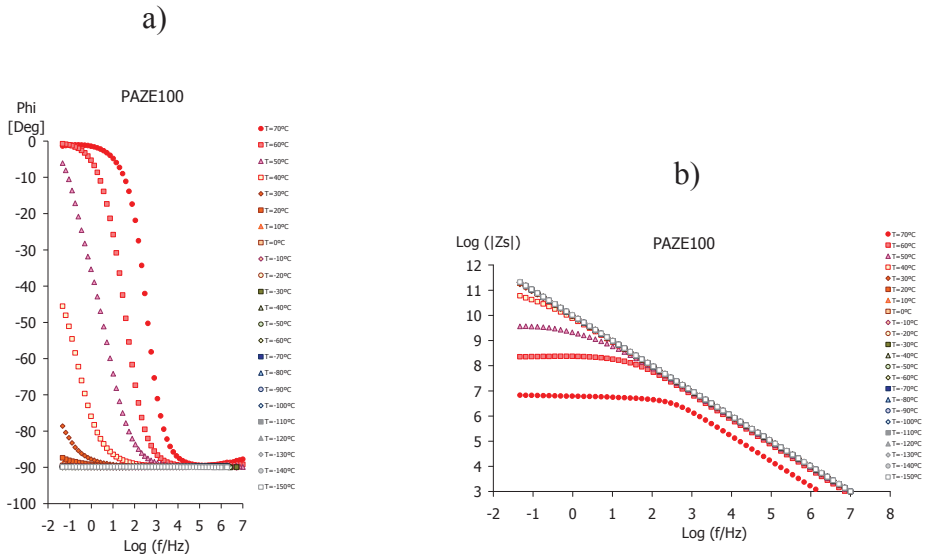 a)
PAZE100
Phi
[Deg]
0
-10
-20
-30
-40
-50
-60
-70
-80
-90
-100
-2 -1 0 1 2 3 4 5 6 7
Log (f/Hz)
T=70ºC
T=60ºC
T=50ºC
T=40ºC
T=30ºC
T=20ºC
T=10ºC
T=0ºC
T=-10ºC
T=-20ºC
T=-30ºC
T=-40ºC
T=-50ºC
T=-60ºC
T=-70ºC
T=-80ºC
T=-90ºC
T=-100ºC
T=-110ºC
T=-120ºC
T=-130ºC
T=-140ºC
T=-150ºC
b)
Log (|Zs|)
PAZE100
12
11
10
9
8
7
6
5
4
3
-2 -1 0 1 2 3 4 5 6 7 8
Log (f/Hz)
T=70ºC
T=60ºC
T=50ºC
T=40ºC
T=30ºC
T=20ºC
T=10ºC
T=0ºC
T=-10ºC
T=-20ºC
T=-30ºC
T=-40ºC
T=-50ºC
T=-60ºC
T=-70ºC
T=-80ºC
T=-90ºC
T=-100ºC
T=-110ºC
T=-120ºC
T=-130ºC
T=-140ºC
T=-150ºC